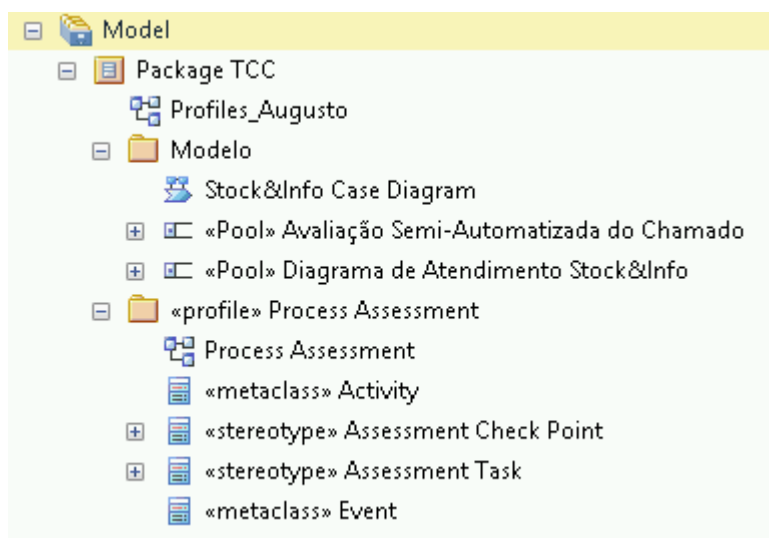 Model
Package TCC
Profiles_Augusto
Modelo
Stock&Info Case Diagram
«Pool» Avaliação Semi-Automatizada do Chamado
«Pool» Diagrama de Atendimento Stock&Info
«profile» Process Assessment
Process Assessment
«metaclass» Activity
«stereotype» Assessment Check Point
«stereotype» Assessment Task
«metaclass» Event